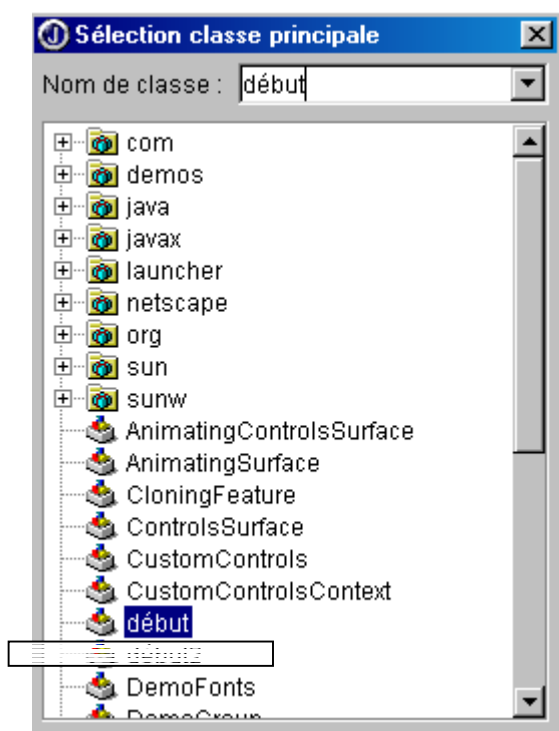 Sélection classe principale
Nom de classe : début
com
demos
java
javax
launcher
netscape
org
sun
sunw
AnimatingControlsSurface
AnimatingSurface
CloningFeature
ControlsSurface
CustomControls
CustomControlsContext
début
DemoFonts